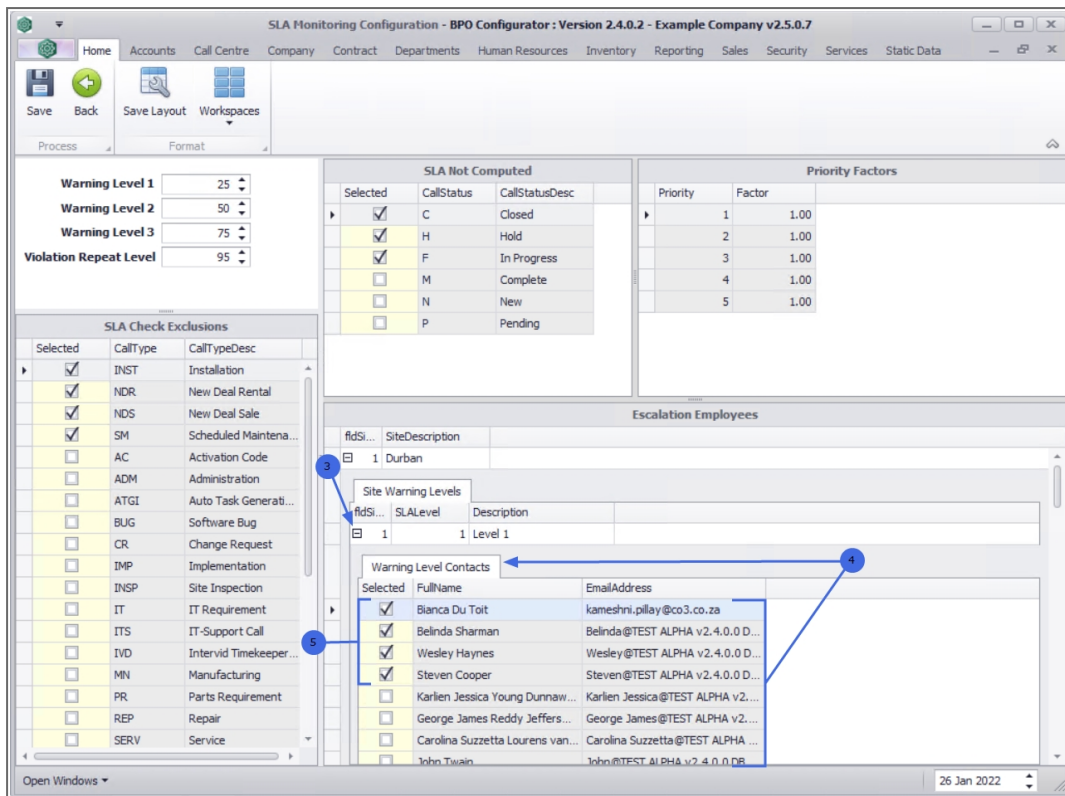 SLA Monitoring Configuration - BPO Configurator : Version 2.4.0.2 - Example Company v2.5.0.7
Home Accounts Call Centre Company Contract Departments Human Resources Inventory Reporting Sales Security Services Static Data
Save Back Save Layout Workspaces
Process Format
Warning Level 1 25
Warning Level 2 50
Warning Level 3 75
Violation Repeat Level 95
SLA Not Computed
Selected CallStatus CallStatusDesc
C Closed
H Hold
F In Progress
M Complete
N New
P Pending
Priority Factors
Priority Factor
1 1.00
2 1.00
3 1.00
4 1.00
5 1.00
SLA Check Exclusions
Selected CallType CallTypeDesc
INST Installation
NDR New Deal Rental
NDS New Deal Sale
SM Scheduled Maintena...
AC Activation Code
ADM Administration
ATGI Auto Task Generati...
BUG Software Bug
CR Change Request
IMP Implementation
INSP Site Inspection
IT IT Requirement
ITS IT-Support Call
IVD Intervid Timekeeper...
MN Manufacturing
PR Parts Requirement
REP Repair
SERV Service
Escalation Employees
fldSi... SiteDescription
1 Durban
3
Site Warning Levels
fldSi... SLALevel Description
1 1 Level 1
4
Warning Level Contacts
Selected FullName EmailAddress
Bianca Du Toit kameshni.pillay@co3.co.za
Belinda Sharman Belinda@TEST ALPHA v2.4.0.0 D...
5
Wesley Haynes Wesley@TEST ALPHA v2.4.0.0 D...
Steven Cooper Steven@TEST ALPHA v2.4.0.0 D...
Karlien Jessica Young Dunnaw... Karlien Jessica@TEST ALPHA v2....
George James Reddy Jeffers... George James@TEST ALPHA v2....
Carolina Suzzetta Lourens van... Carolina Suzzetta@TEST ALPHA ...
John Twain John@TEST ALPHA v2.4.0.0 DB
Open Windows 26 Jan 2022